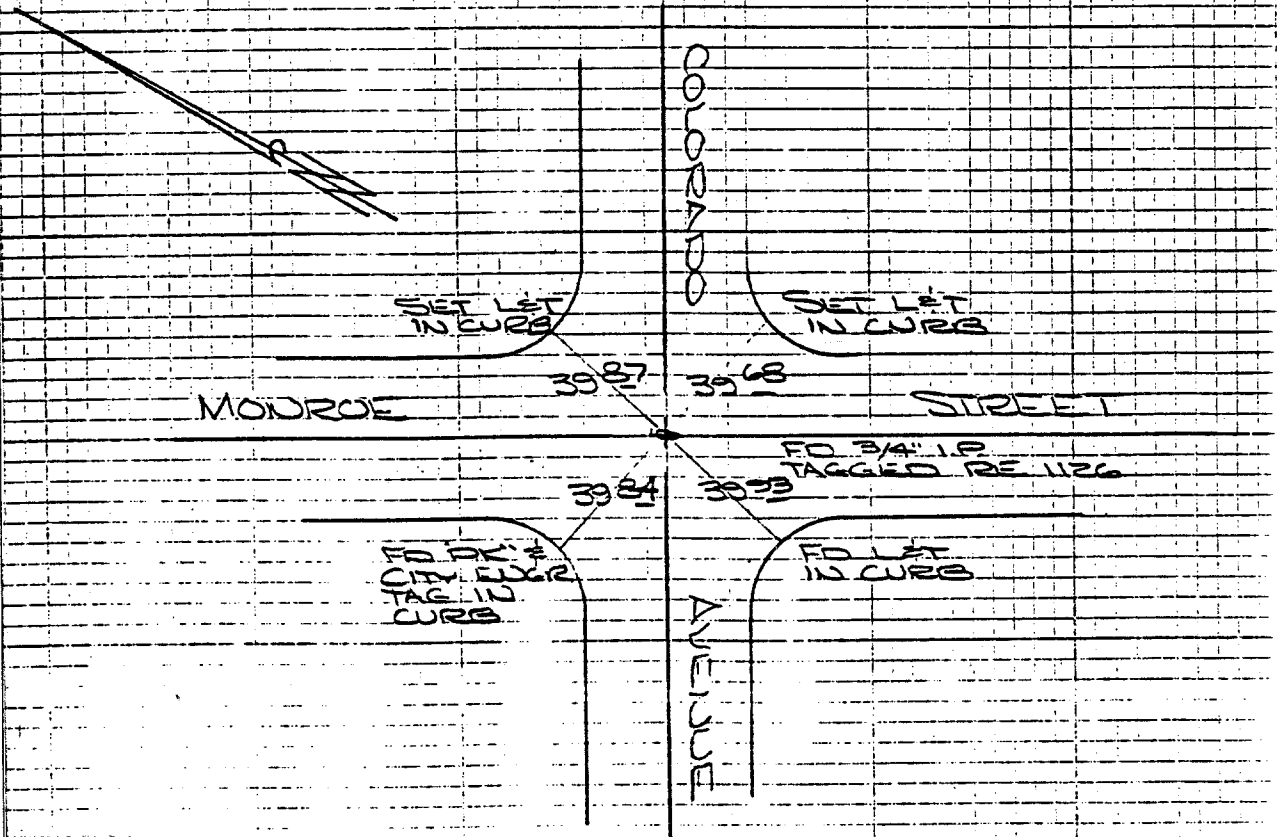 COLORADO
SET L&T
IN CURB
SET L&T
IN CURB
39 87
39 68
MONROE
STREET
FD 3/4" I.P.
TAGGED RE 1126
39 84
39 93
FD PK &
CITY ENGR
TAG IN
CURB
FD L&T
IN CURB
AVENUE